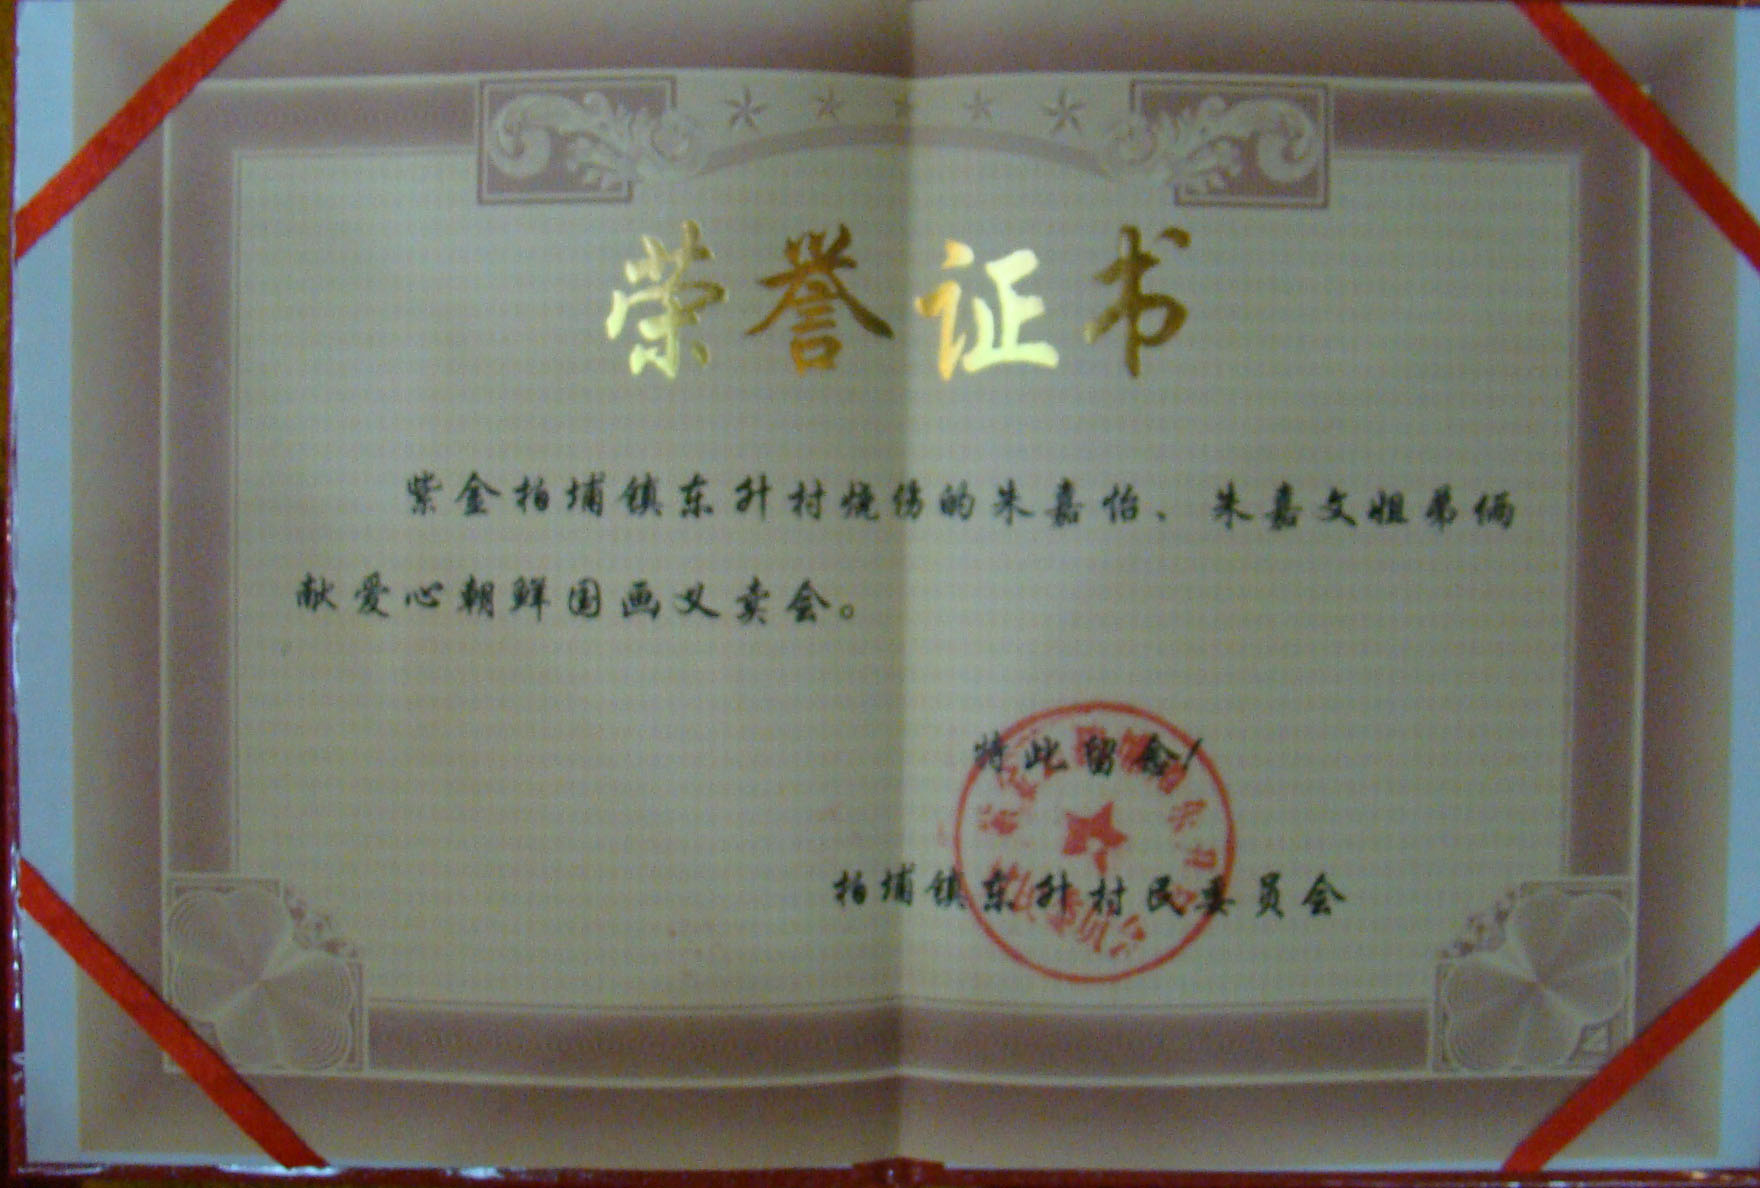 荣誉证书
紫金柏埔镇东升村烧伤的朱嘉怡、朱嘉文姐弟俩
献爱心朝鲜国画义卖会。
特此留念！
柏埔镇东升村民委员会